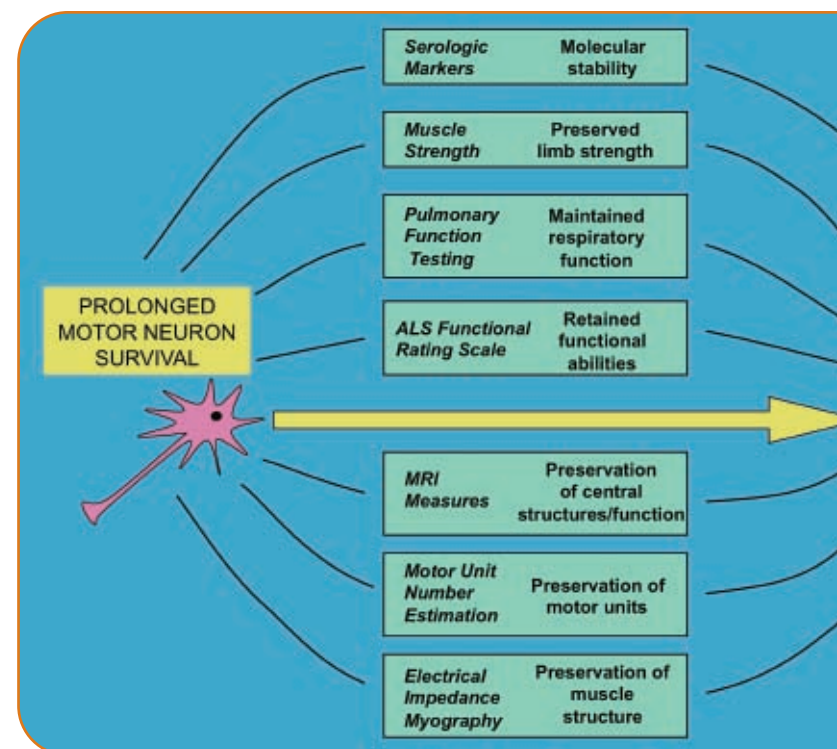 Serologic
Markers
Molecular
stability
Muscle
Strength
Preserved
limb strength
Pulmonary
Function
Testing
Maintained
respiratory
function
PROLONGED
MOTOR NEURON
SURVIVAL
ALS Functional
Rating Scale
Retained
functional
abilities
MRI
Measures
Preservation
of central
structures/function
Motor Unit
Number
Estimation
Preservation of
motor units
Electrical
Impedance
Myography
Preservation of
muscle
structure